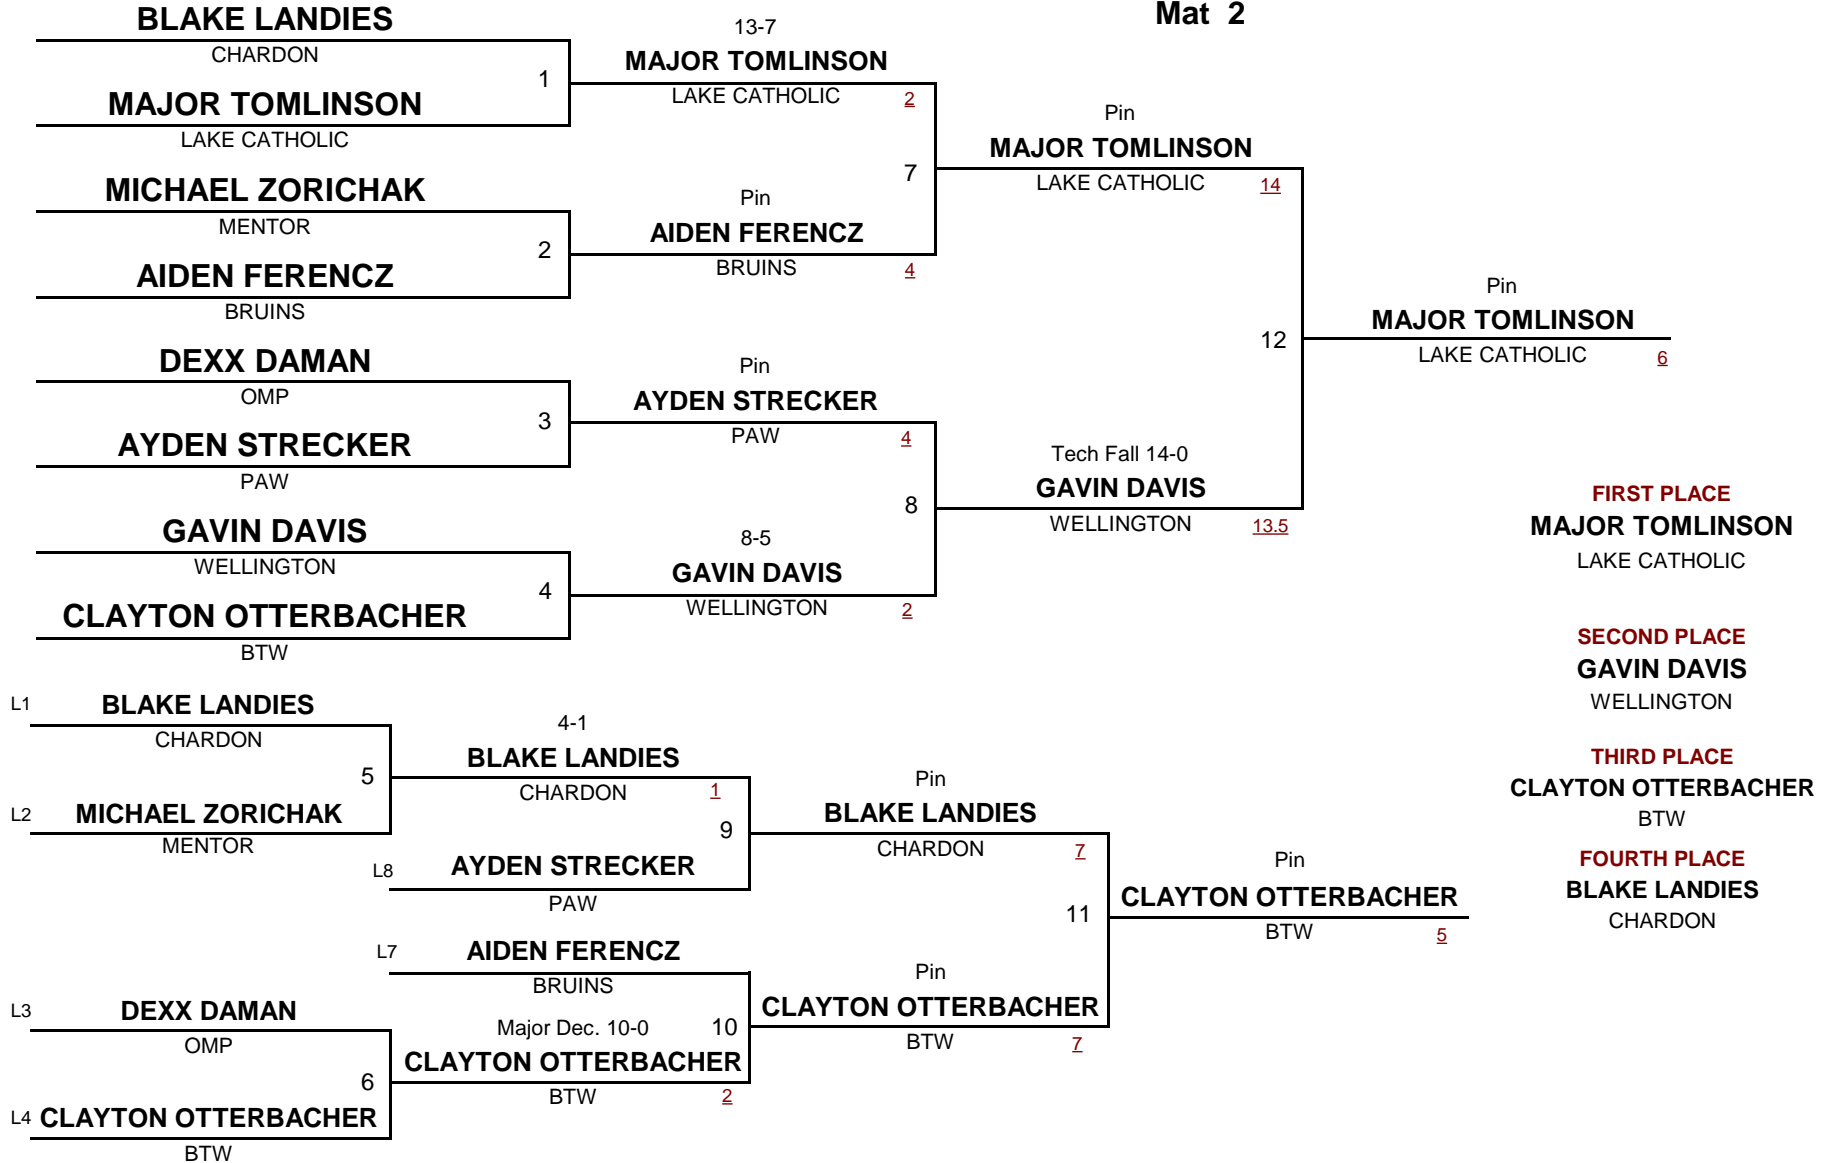 Mat 2
BLAKE LANDIES
CHARDON
1
MAJOR TOMLINSON
LAKE CATHOLIC
MICHAEL ZORICHAK
MENTOR
2
AIDEN FERENCZ
BRUINS
DEXX DAMAN
OMP
3
AYDEN STRECKER
PAW
GAVIN DAVIS
WELLINGTON
4
CLAYTON OTTERBACHER
BTW
13-7
MAJOR TOMLINSON
LAKE CATHOLIC 2
7
Pin
AIDEN FERENCZ
BRUINS 4
Pin
AYDEN STRECKER
PAW 4
8
8-5
GAVIN DAVIS
WELLINGTON 2
Pin
MAJOR TOMLINSON
LAKE CATHOLIC 14
12
Tech Fall 14-0
GAVIN DAVIS
WELLINGTON 13.5
Pin
MAJOR TOMLINSON
LAKE CATHOLIC 6
L1 BLAKE LANDIES
CHARDON
5
L2 MICHAEL ZORICHAK
MENTOR
L3 DEXX DAMAN
OMP
6
L4 CLAYTON OTTERBACHER
BTW
4-1
BLAKE LANDIES
CHARDON 1
9
L8 AYDEN STRECKER
PAW
L7 AIDEN FERENCZ
BRUINS
Major Dec. 10-0 10
CLAYTON OTTERBACHER
BTW 2
Pin
BLAKE LANDIES
CHARDON 7
11
Pin
CLAYTON OTTERBACHER
BTW 7
Pin
CLAYTON OTTERBACHER
BTW 5
FIRST PLACE
MAJOR TOMLINSON
LAKE CATHOLIC
SECOND PLACE
GAVIN DAVIS
WELLINGTON
THIRD PLACE
CLAYTON OTTERBACHER
BTW
FOURTH PLACE
BLAKE LANDIES
CHARDON